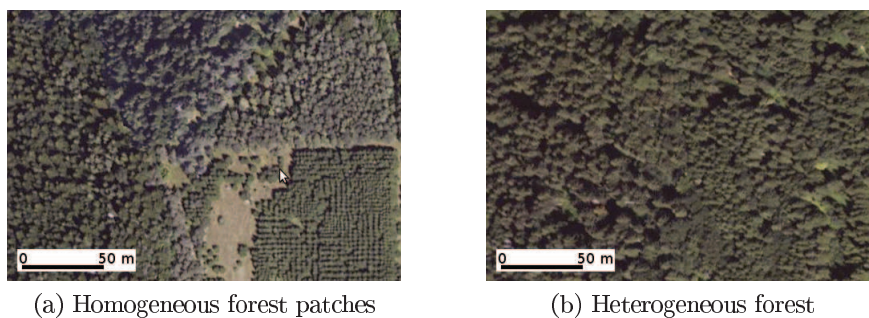 0 50 m
0 50 m
(a) Homogeneous forest patches
(b) Heterogeneous forest